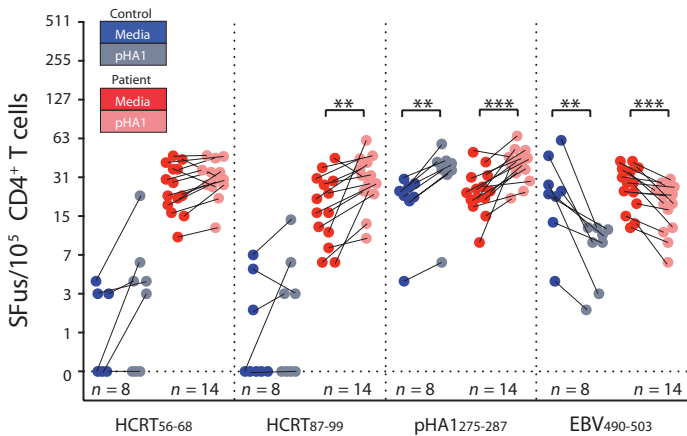 SFus/10⁵ CD4⁺ T cells
511
255
127
63
31
15
7
3
1
0
Control
Media
pHA1
Patient
Media
pHA1
** ** *** ** ***
n = 8 n = 14 n = 8 n = 14 n = 8 n = 14 n = 8 n = 14
HCRT56-68 HCRT87-99 pHA1275-287 EBV490-503